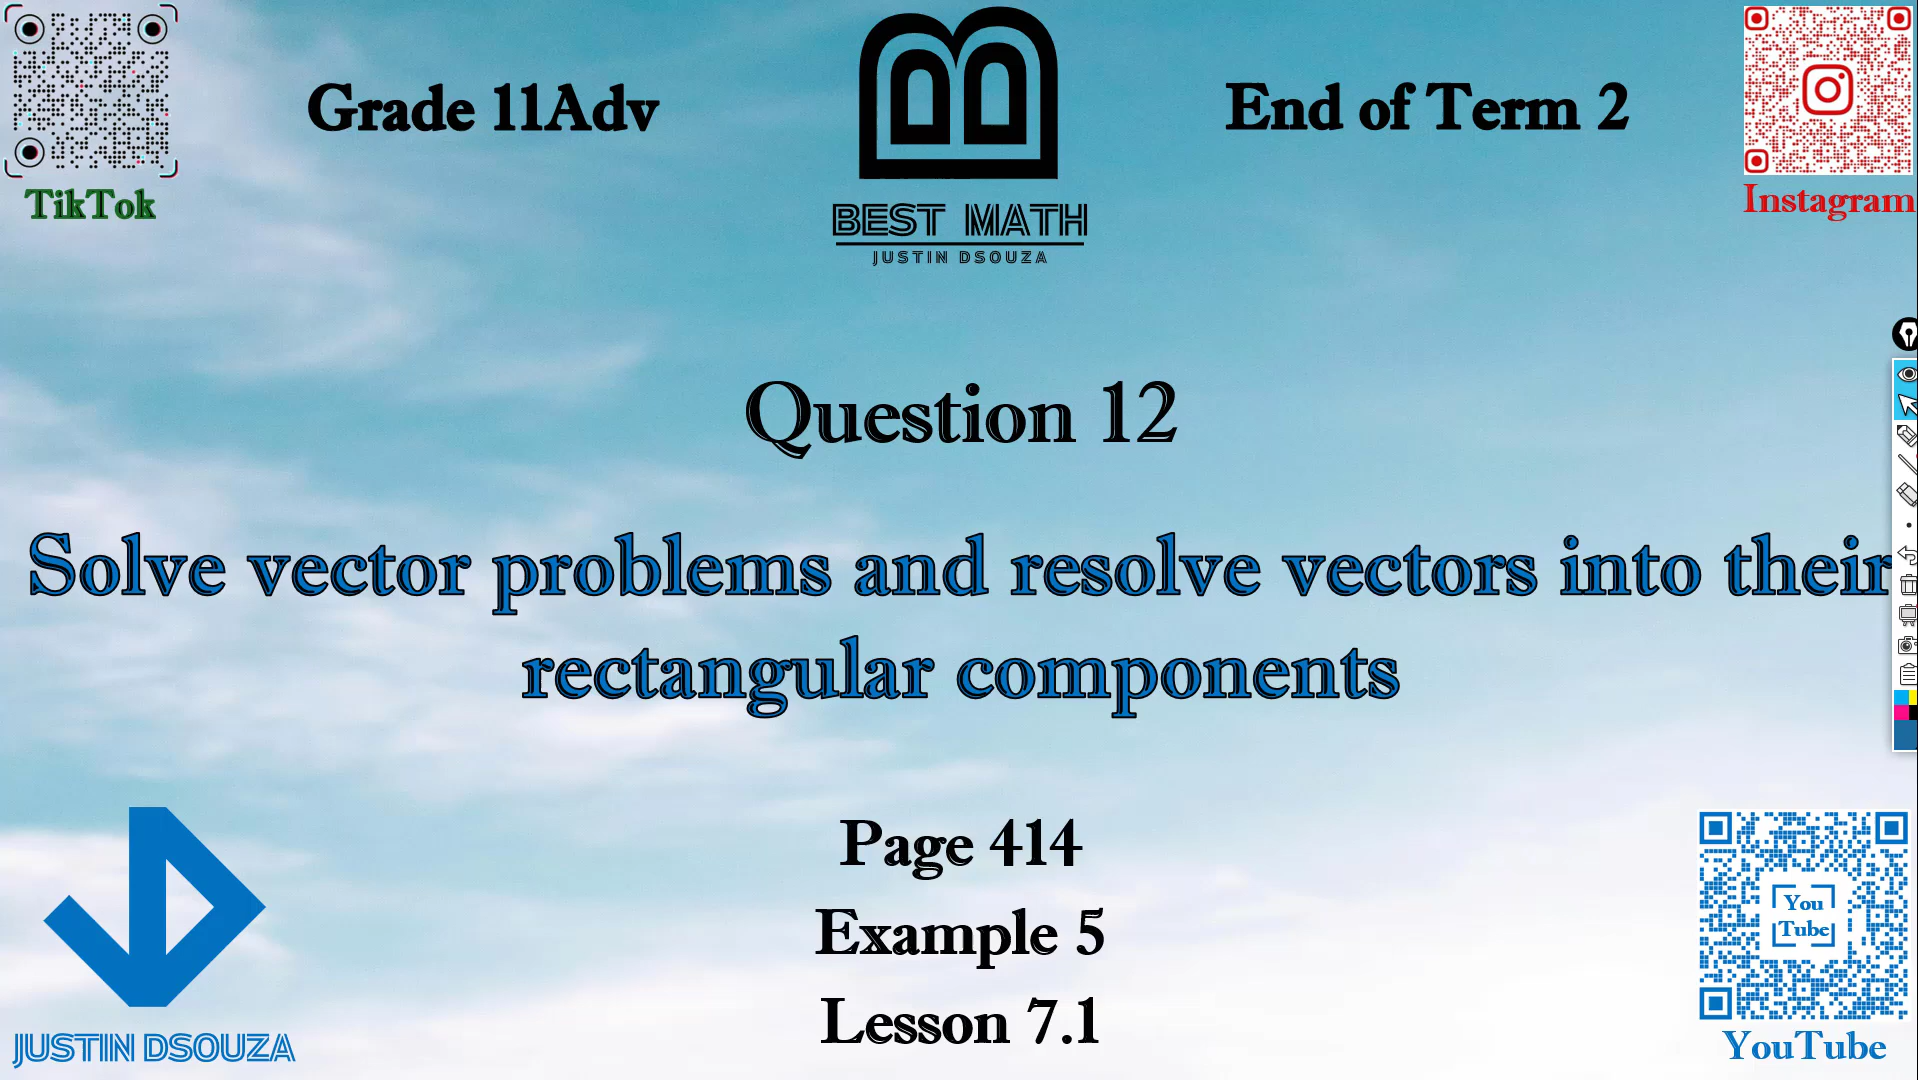 Grade 11Adv
End of Term 2
TikTok
Instagram
BEST MATH
JUSTIN DSOUZA
Question 12
Solve vector problems and resolve vectors into their
rectangular components
Page 414
Example 5
Lesson 7.1
JUSTIN DSOUZA
You
Tube
YouTube